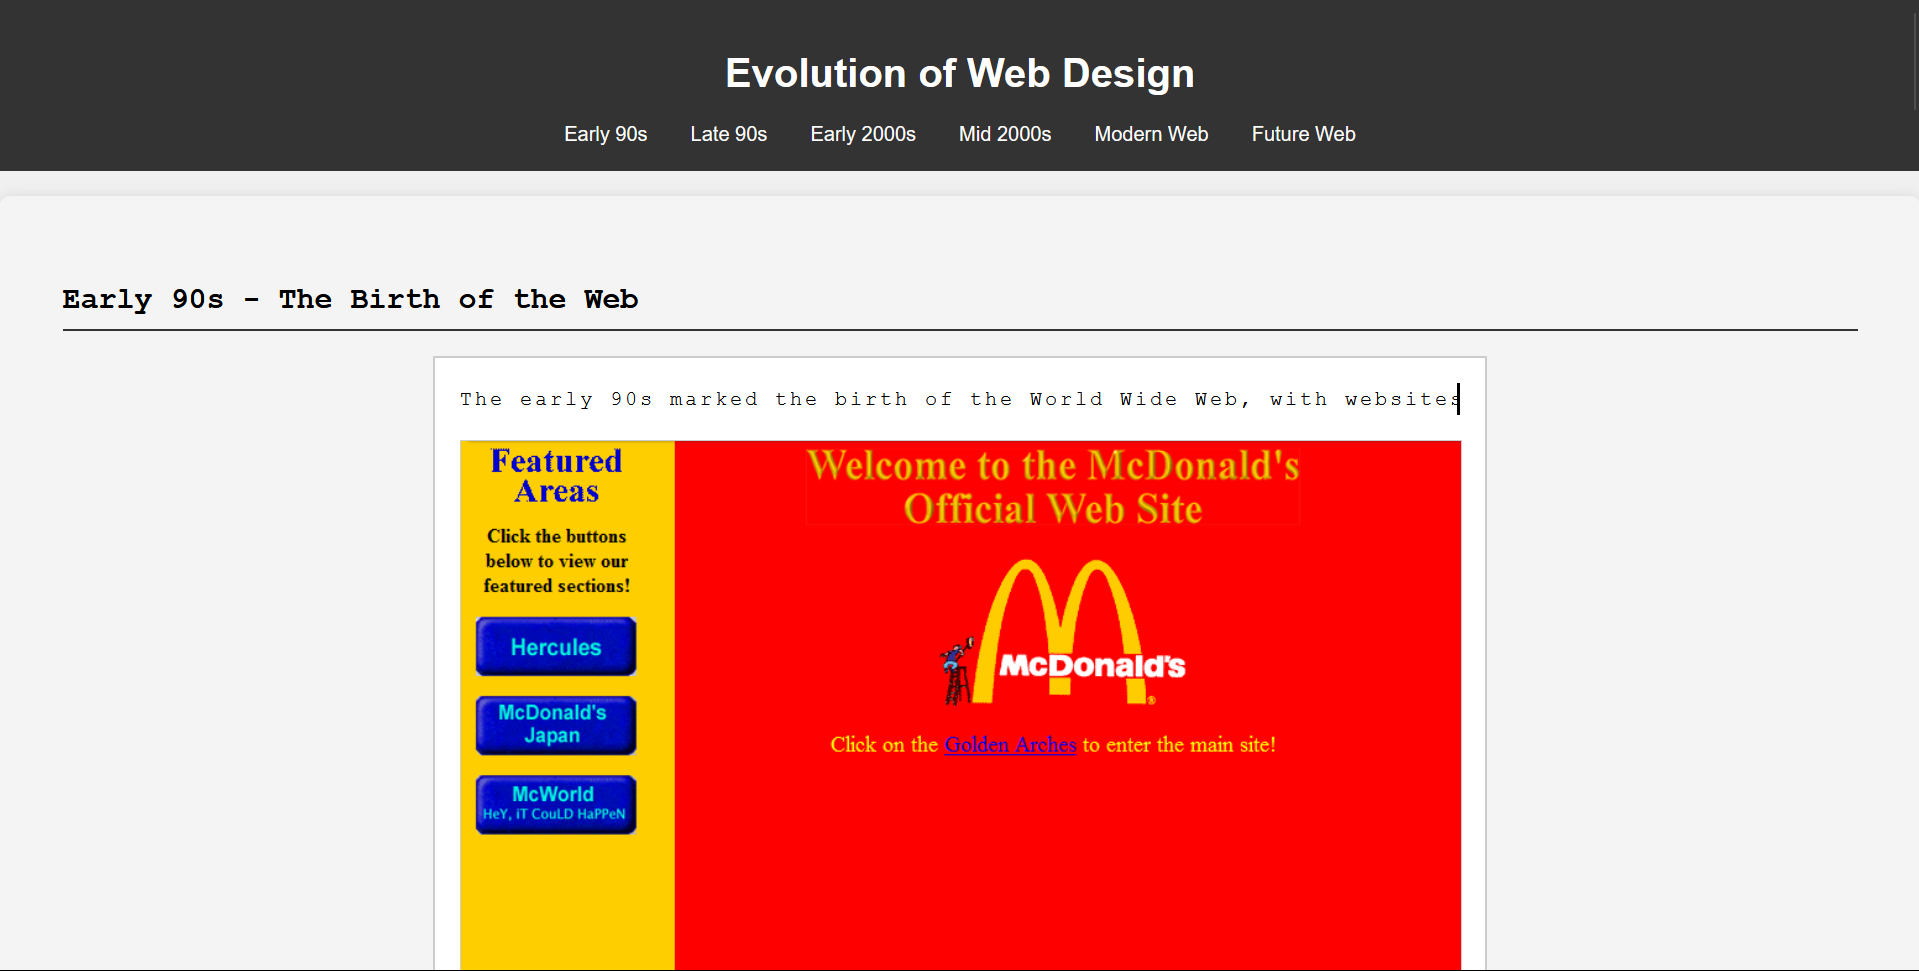 Evolution of Web Design
Early 90s Late 90s Early 2000s Mid 2000s Modern Web Future Web
Early 90s - The Birth of the Web
The early 90s marked the birth of the World Wide Web, with websites
Featured
Areas
Click the buttons
below to view our
featured sections!
Hercules
McDonald's
Japan
McWorld
HeY, iT CouLD HaPPeN
Welcome to the McDonald's
Official Web Site
McDonald's
®
Click on the Golden Arches to enter the main site!